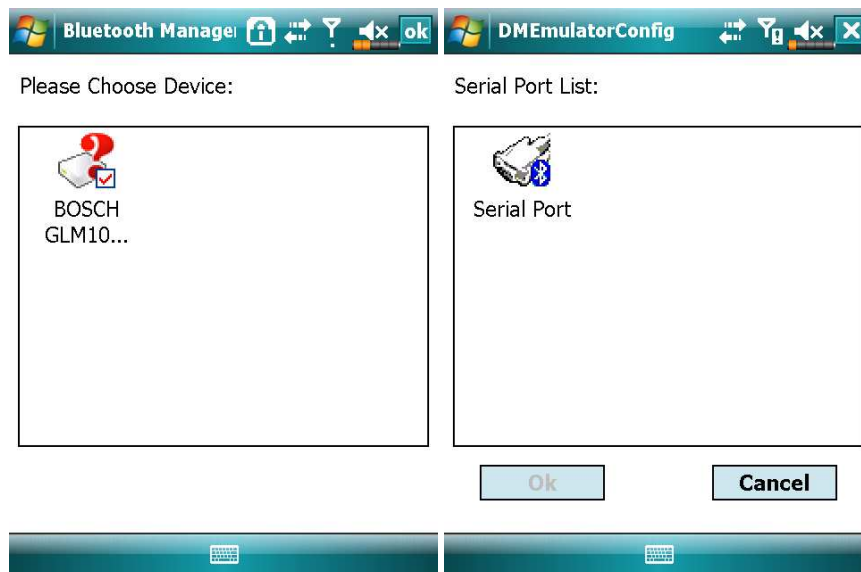 Bluetooth Manage
ok
Please Choose Device:
BOSCH
GLM10...
DMEmulatorConfig
Serial Port List:
Serial Port
Ok
Cancel